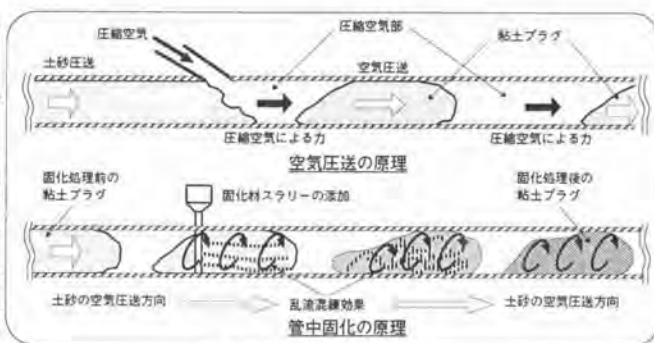 圧縮空気
圧縮空気部
粘土プラグ
土砂圧送
空気圧送
圧縮空気による力
圧縮空気による力
空気圧送の原理
固化処理前の
粘土プラグ
固化材スラリーの添加
固化処理後の
粘土プラグ
土砂の空気圧送方向
乱流混練効果
土砂の空気圧送方向
管中固化の原理